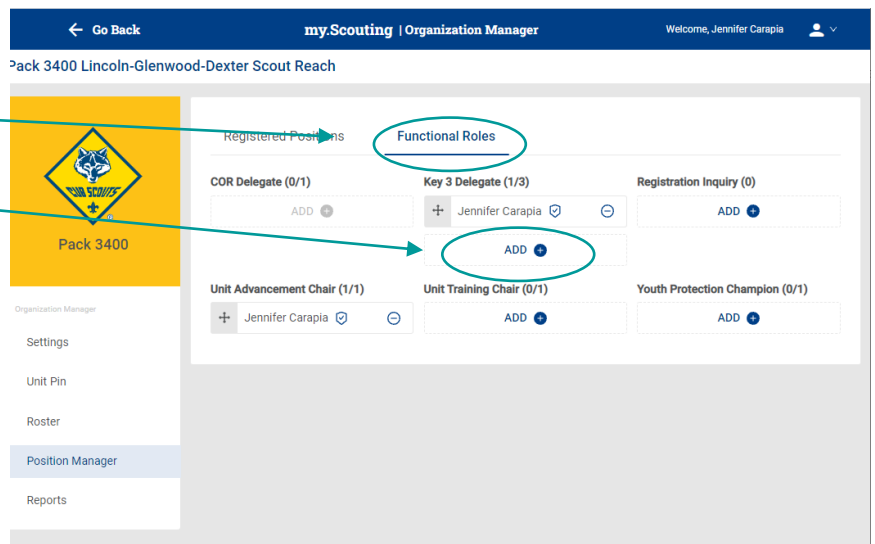 Go Back
my.Scouting | Organization Manager
Welcome, Jennifer Carapia
Pack 3400 Lincoln-Glenwood-Dexter Scout Reach
CUB SCOUTS
Pack 3400
Organization Manager
Settings
Unit Pin
Roster
Position Manager
Reports
Registered Positions
Functional Roles
COR Delegate (0/1)
ADD
Key 3 Delegate (1/3)
Jennifer Carapia
ADD
Registration Inquiry (0)
ADD
Unit Advancement Chair (1/1)
Jennifer Carapia
Unit Training Chair (0/1)
ADD
Youth Protection Champion (0/1)
ADD